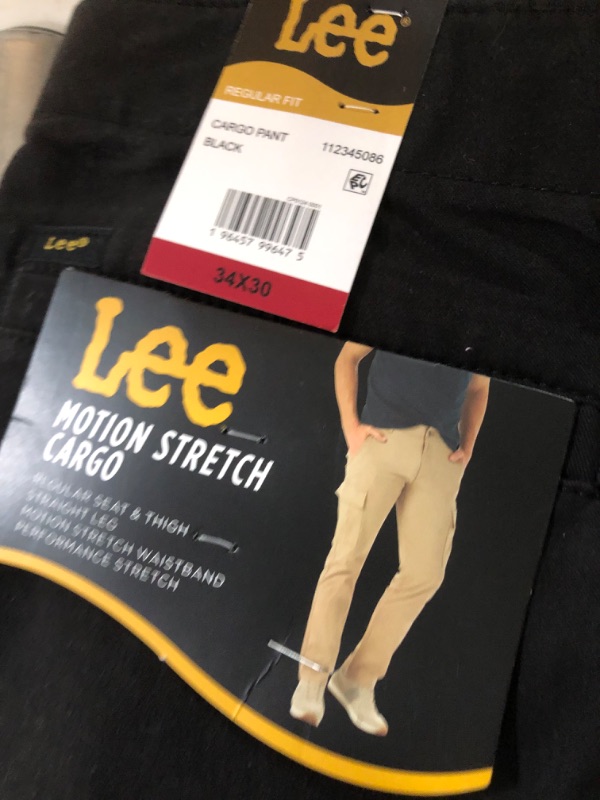 Lee®
REGULAR FIT
CARGO PANT
BLACK
112345086
1 96457 99647 5
34X30
Lee®
Lee
MOTION STRETCH
CARGO
REGULAR SEAT & THIGH
STRAIGHT LEG
MOTION STRETCH WAISTBAND
PERFORMANCE STRETCH